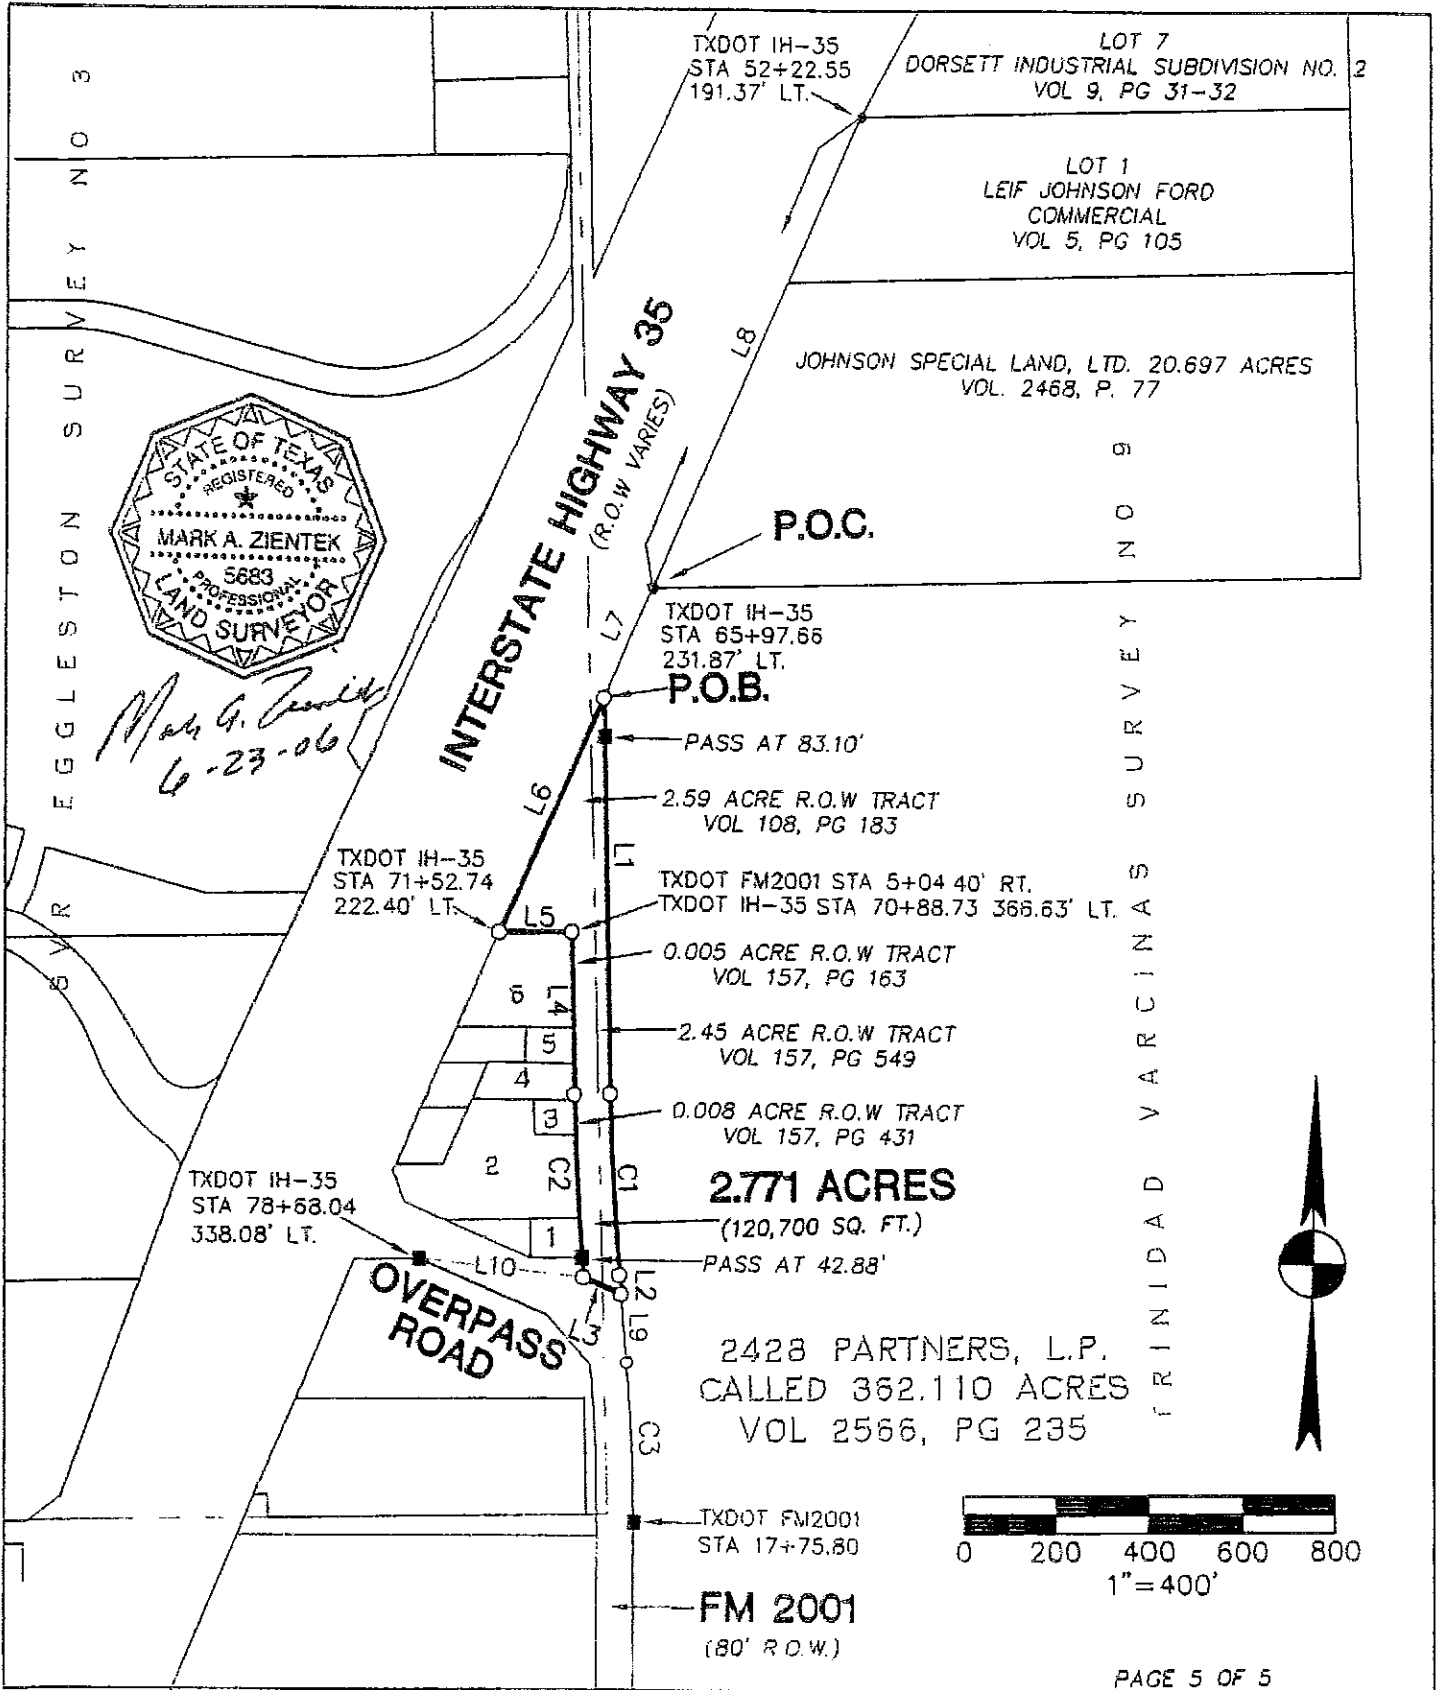 TXDOT IH-35
STA 52+22.55
191.37' LT.
LOT 7
DORSETT INDUSTRIAL SUBDIVISION NO. 2
VOL 9, PG 31-32
LOT 1
LEIF JOHNSON FORD
COMMERCIAL
VOL 5, PG 105
JOHNSON SPECIAL LAND, LTD. 20.697 ACRES
VOL. 2468, P. 77
EGGLESTON SURVEY NO 3
SVR
L8
INTERSTATE HIGHWAY 35
(R.O.W VARIES)
STATE OF TEXAS
REGISTERED
MARK A. ZIENTEK
5683
PROFESSIONAL
LAND SURVEYOR
Mark A. Zientek
6-23-06
P.O.C.
L7
TXDOT IH-35
STA 65+97.66
231.87' LT.
P.O.B.
PASS AT 83.10'
L6
2.59 ACRE R.O.W TRACT
VOL 108, PG 183
L1
TXDOT IH-35
STA 71+52.74
222.40' LT.
L5
TXDOT FM2001 STA 5+04 40' RT.
TXDOT IH-35 STA 70+88.73 366.63' LT.
0.005 ACRE R.O.W TRACT
VOL 157, PG 163
6
L4
5
2.45 ACRE R.O.W TRACT
VOL 157, PG 549
4
3
0.008 ACRE R.O.W TRACT
VOL 157, PG 431
2
C2
C1
TXDOT IH-35
STA 78+68.04
338.08' LT.
2.771 ACRES
(120,700 SQ. FT.)
1
PASS AT 42.88'
L10
L2
L3
L9
OVERPASS
ROAD
2428 PARTNERS, L.P.
CALLED 362.110 ACRES
VOL 2566, PG 235
TRINIDAD VARCINAS SURVEY NO 9
C3
TXDOT FM2001
STA 17+75.80
0 200 400 600 800
1"=400'
FM 2001
(80' R.O.W.)
PAGE 5 OF 5